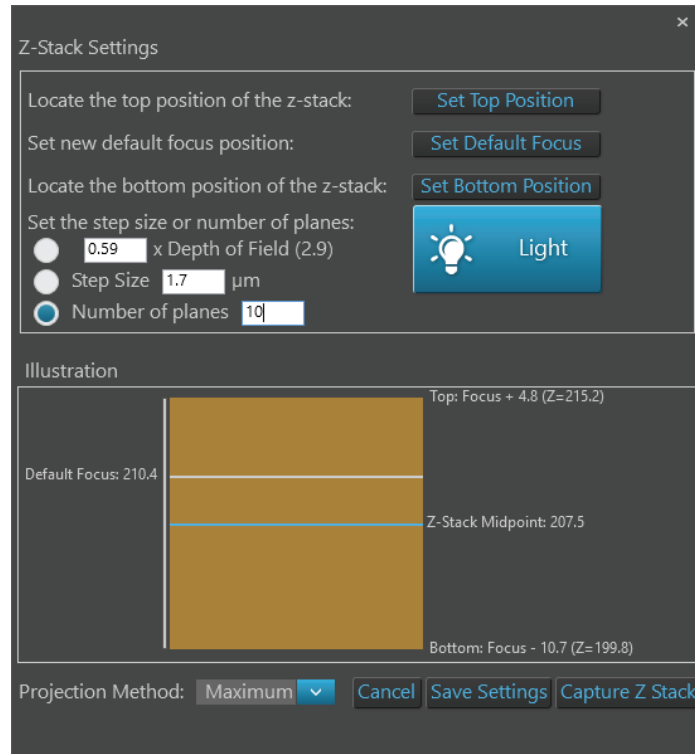 ×
Z-Stack Settings
Locate the top position of the z-stack: Set Top Position
Set new default focus position: Set Default Focus
Locate the bottom position of the z-stack: Set Bottom Position
Set the step size or number of planes:
0.59 x Depth of Field (2.9)
Light
Step Size 1.7 µm
Number of planes 10
Illustration
Top: Focus + 4.8 (Z=215.2)
Default Focus: 210.4
Z-Stack Midpoint: 207.5
Bottom: Focus - 10.7 (Z=199.8)
Projection Method: Maximum Cancel Save Settings Capture Z Stack